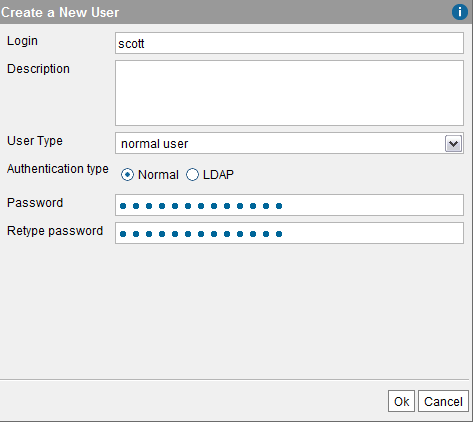 Create a New User
Login scott
Description
User Type normal user
Authentication type Normal LDAP
Password •••••••••••••
Retype password •••••••••••••
Ok Cancel